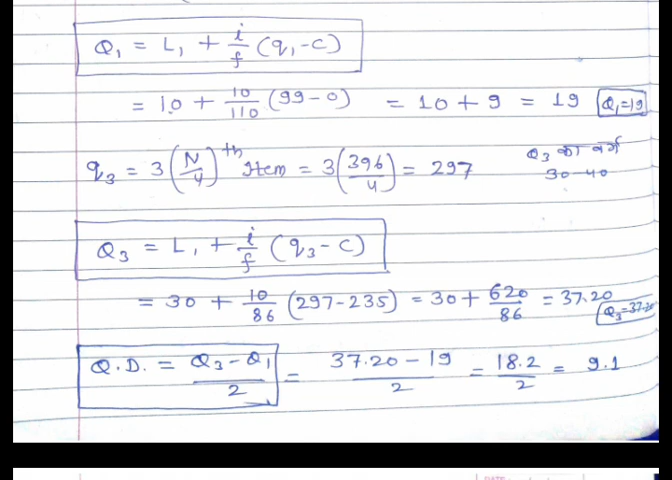 Q₁ = L₁ + i/f (q₁-c)
= 10 + 10/110 (99-0) = 10 + 9 = 19 Q₁=19
q₃ = 3(N/4)th Item = 3(396/4) = 297 Q₃ का वर्ग 30-40
Q₃ = L₁ + i/f (q₃-c)
= 30 + 10/86 (297-235) = 30 + 620/86 = 37.20 Q₃=37.20
Q.D. = Q₃-Q₁/2 = 37.20-19/2 = 18.2/2 = 9.1